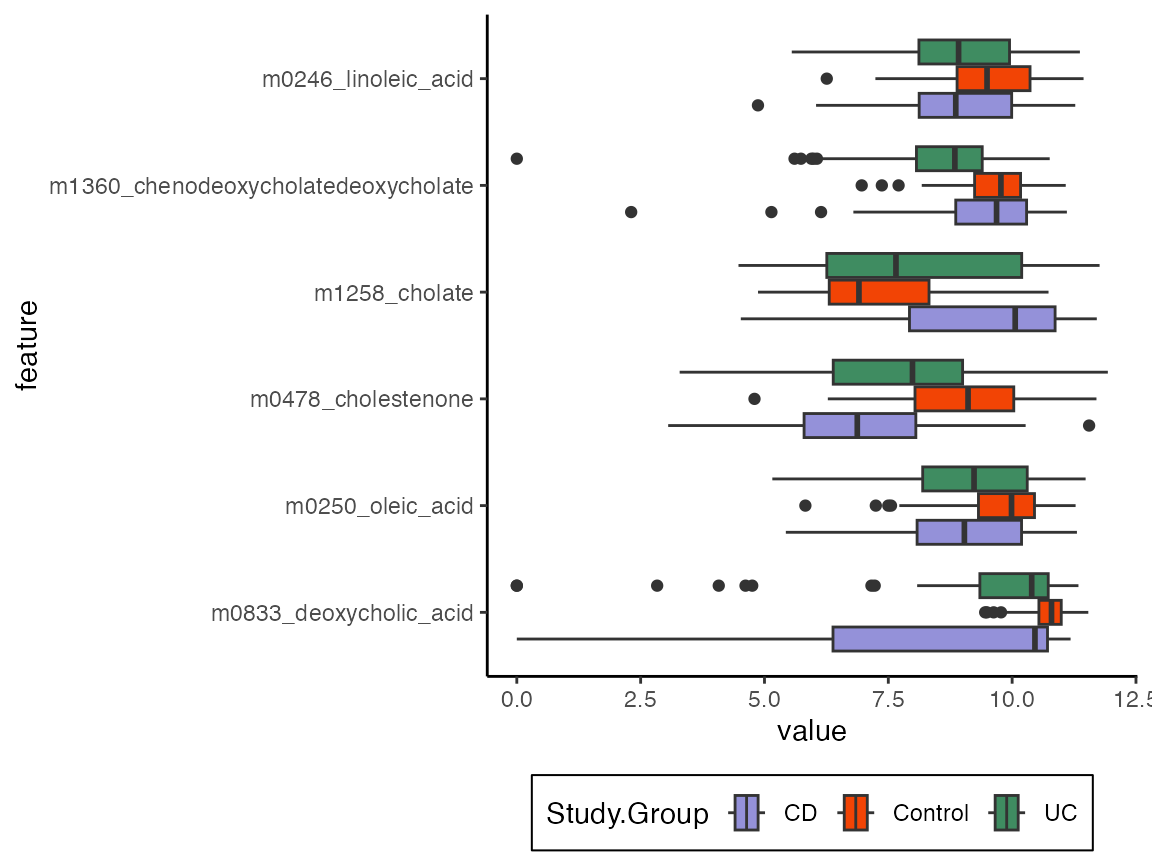 m0246_linoleic_acid
m1360_chenodeoxycholatedeoxycholate
m1258_cholate
m0478_cholestenone
m0250_oleic_acid
m0833_deoxycholic_acid
feature
0.0 2.5 5.0 7.5 10.0 12.5
value
Study.Group CD Control UC